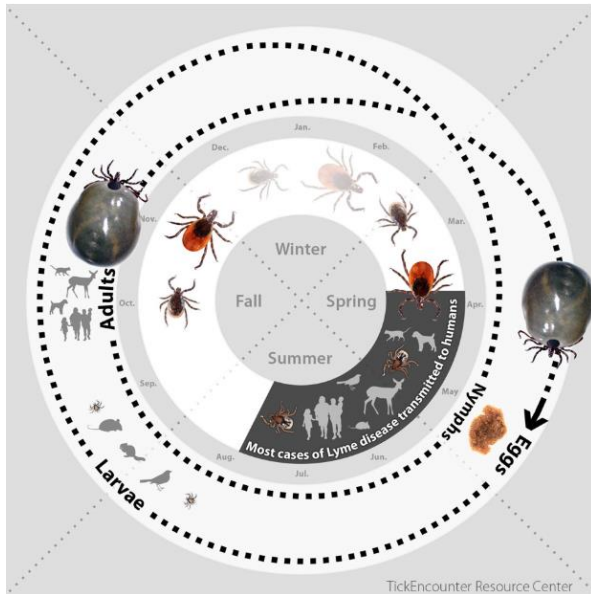 Jan.
Feb.
Mar.
Apr.
May
Jun.
Jul.
Aug.
Sep.
Oct.
Nov.
Dec.
Winter
Spring
Summer
Fall
Most cases of Lyme disease transmitted to humans
Adults
Larvae
Nymphs
Eggs
TickEncounter Resource Center